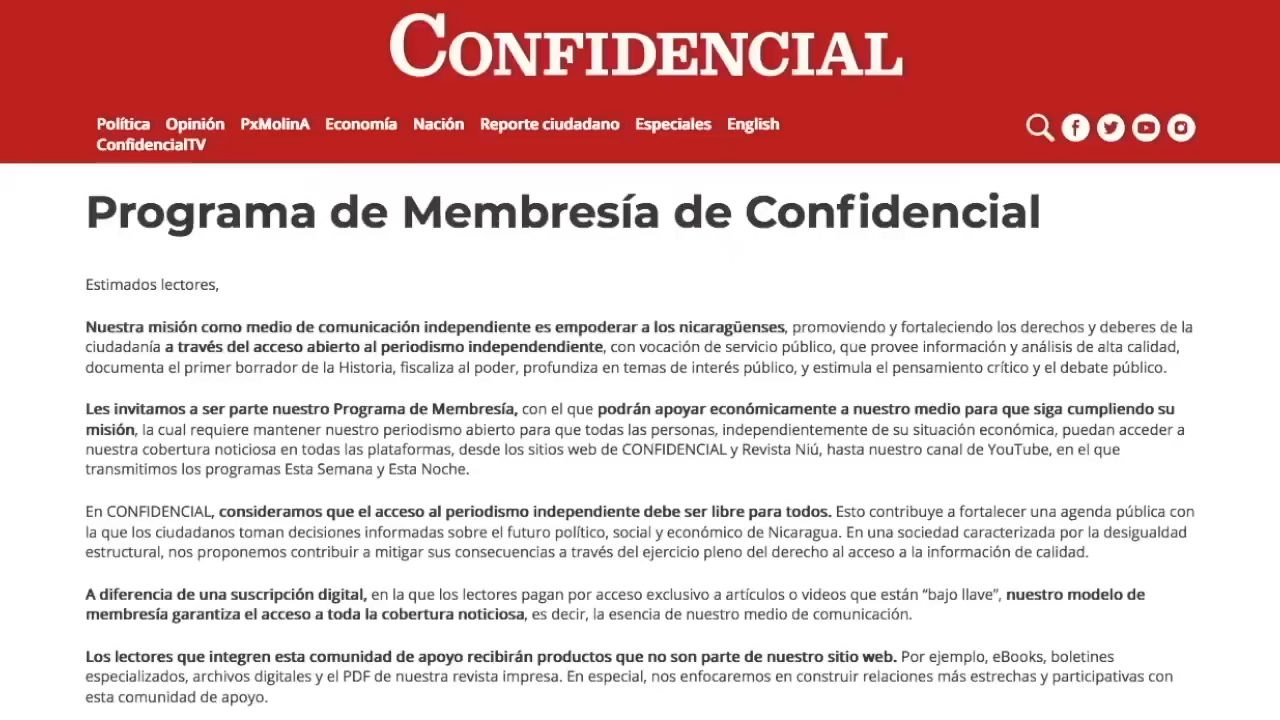 CONFIDENCIAL
Política Opinión PxMolinA Economía Nación Reporte ciudadano Especiales English
ConfidencialTV
Programa de Membresía de Confidencial
Estimados lectores,
Nuestra misión como medio de comunicación independiente es empoderar a los nicaragüenses, promoviendo y fortaleciendo los derechos y deberes de la
ciudadanía a través del acceso abierto al periodismo independendiente, con vocación de servicio público, que provee información y análisis de alta calidad,
documenta el primer borrador de la Historia, fiscaliza al poder, profundiza en temas de interés público, y estimula el pensamiento crítico y el debate público.
Les invitamos a ser parte nuestro Programa de Membresía, con el que podrán apoyar económicamente a nuestro medio para que siga cumpliendo su
misión, la cual requiere mantener nuestro periodismo abierto para que todas las personas, independientemente de su situación económica, puedan acceder a
nuestra cobertura noticiosa en todas las plataformas, desde los sitios web de CONFIDENCIAL y Revista Niú, hasta nuestro canal de YouTube, en el que
transmitimos los programas Esta Semana y Esta Noche.
En CONFIDENCIAL, consideramos que el acceso al periodismo independiente debe ser libre para todos. Esto contribuye a fortalecer una agenda pública con
la que los ciudadanos toman decisiones informadas sobre el futuro político, social y económico de Nicaragua. En una sociedad caracterizada por la desigualdad
estructural, nos proponemos contribuir a mitigar sus consecuencias a través del ejercicio pleno del derecho al acceso a la información de calidad.
A diferencia de una suscripción digital, en la que los lectores pagan por acceso exclusivo a artículos o videos que están “bajo llave”, nuestro modelo de
membresía garantiza el acceso a toda la cobertura noticiosa, es decir, la esencia de nuestro medio de comunicación.
Los lectores que integren esta comunidad de apoyo recibirán productos que no son parte de nuestro sitio web. Por ejemplo, eBooks, boletines
especializados, archivos digitales y el PDF de nuestra revista impresa. En especial, nos enfocaremos en construir relaciones más estrechas y participativas con
esta comunidad de apoyo.